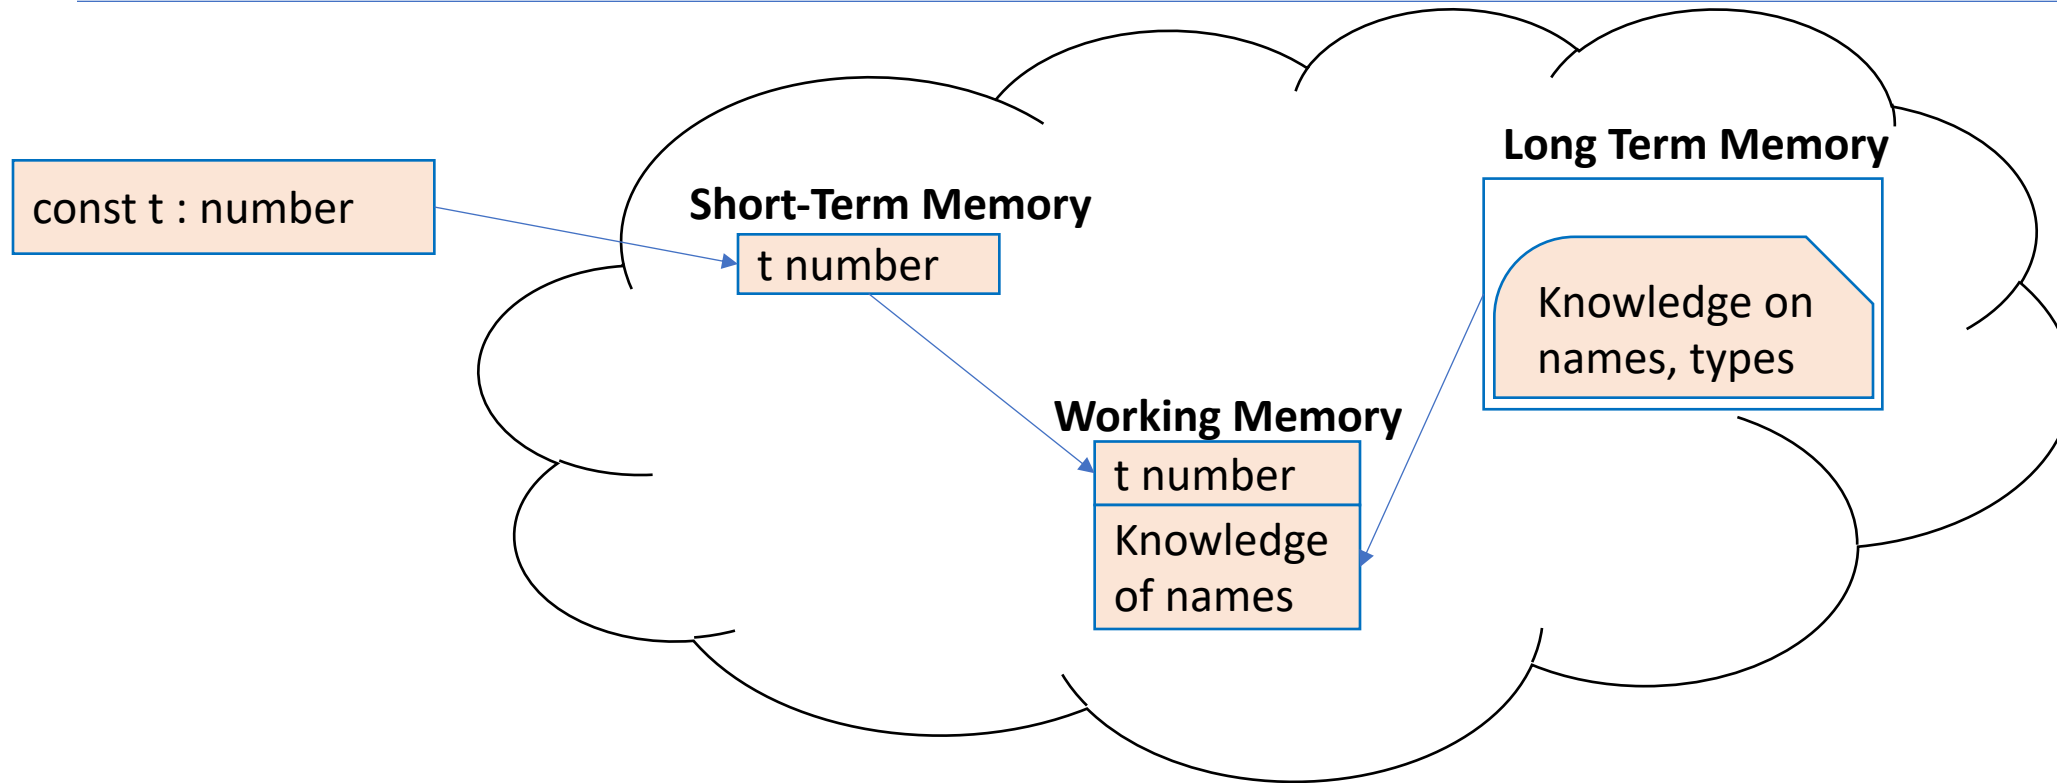 const t : number
Short-Term Memory
t number
Long Term Memory
Knowledge on
names, types
Working Memory
t number
Knowledge
of names